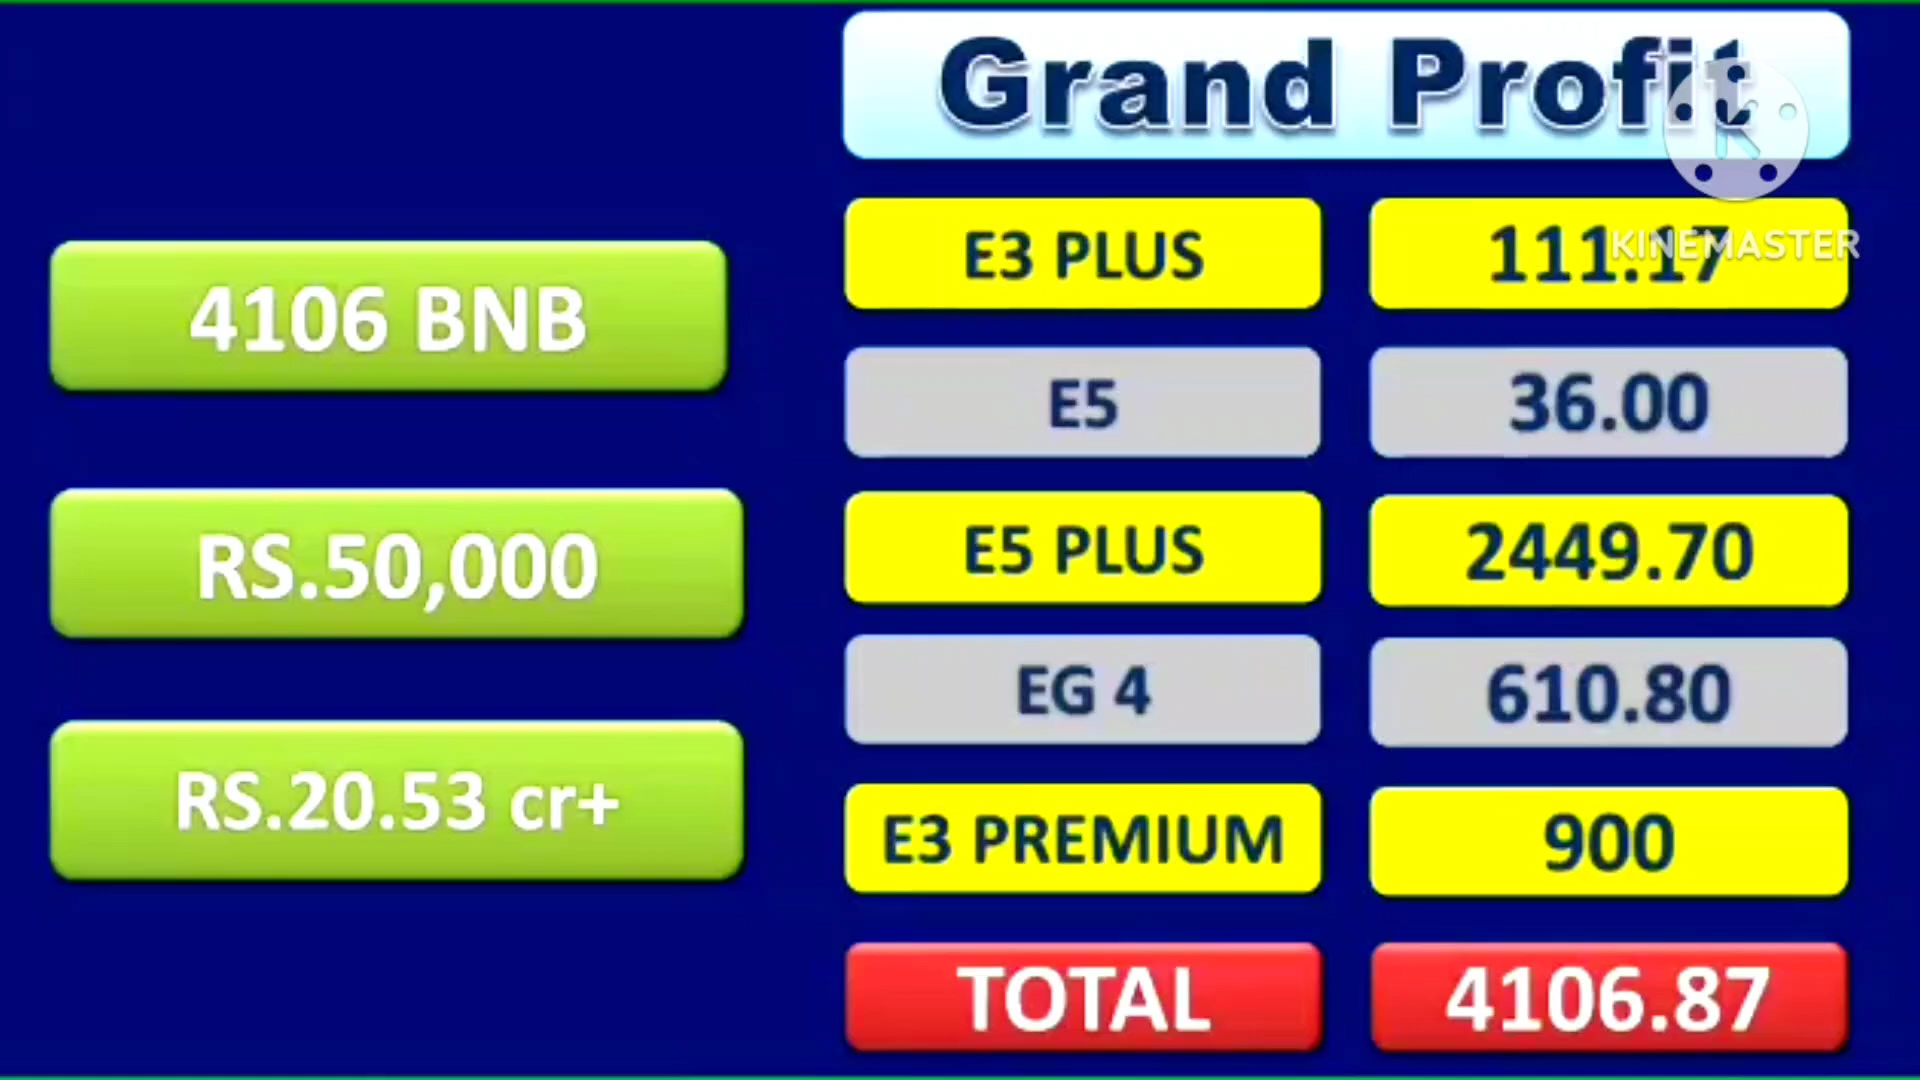 Grand Profit
4106 BNB
RS.50,000
RS.20.53 cr+
E3 PLUS 111.17
E5 36.00
E5 PLUS 2449.70
EG 4 610.80
E3 PREMIUM 900
TOTAL 4106.87
KINEMASTER